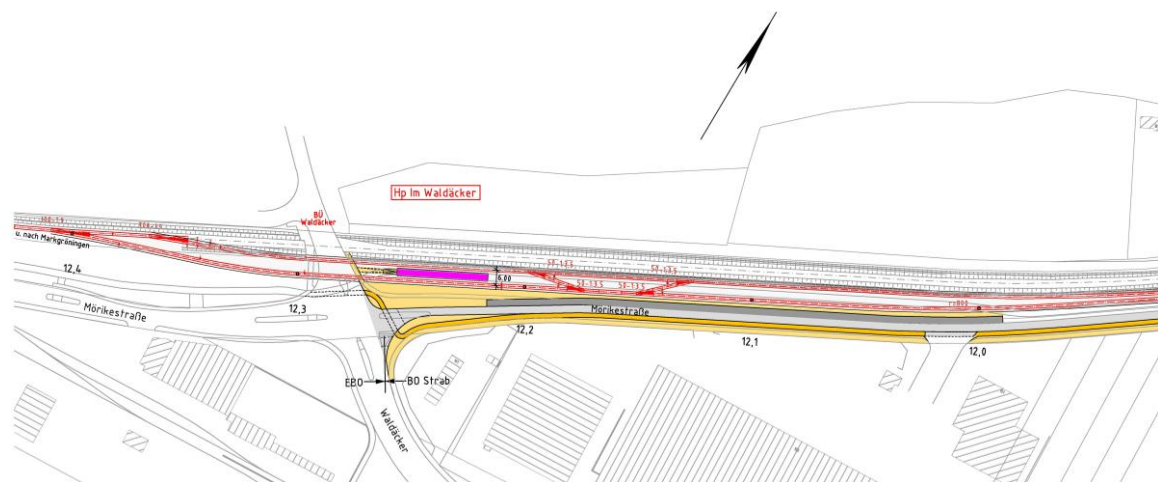 Hp Im Waldäcker
BÜ
Waldäcker
u. nach Markgröningen
12,4
Mörikestraße
12,3
6,00
Mörikestraße
12,2
12,1
12,0
EBO
BO Strab
Waldäcker